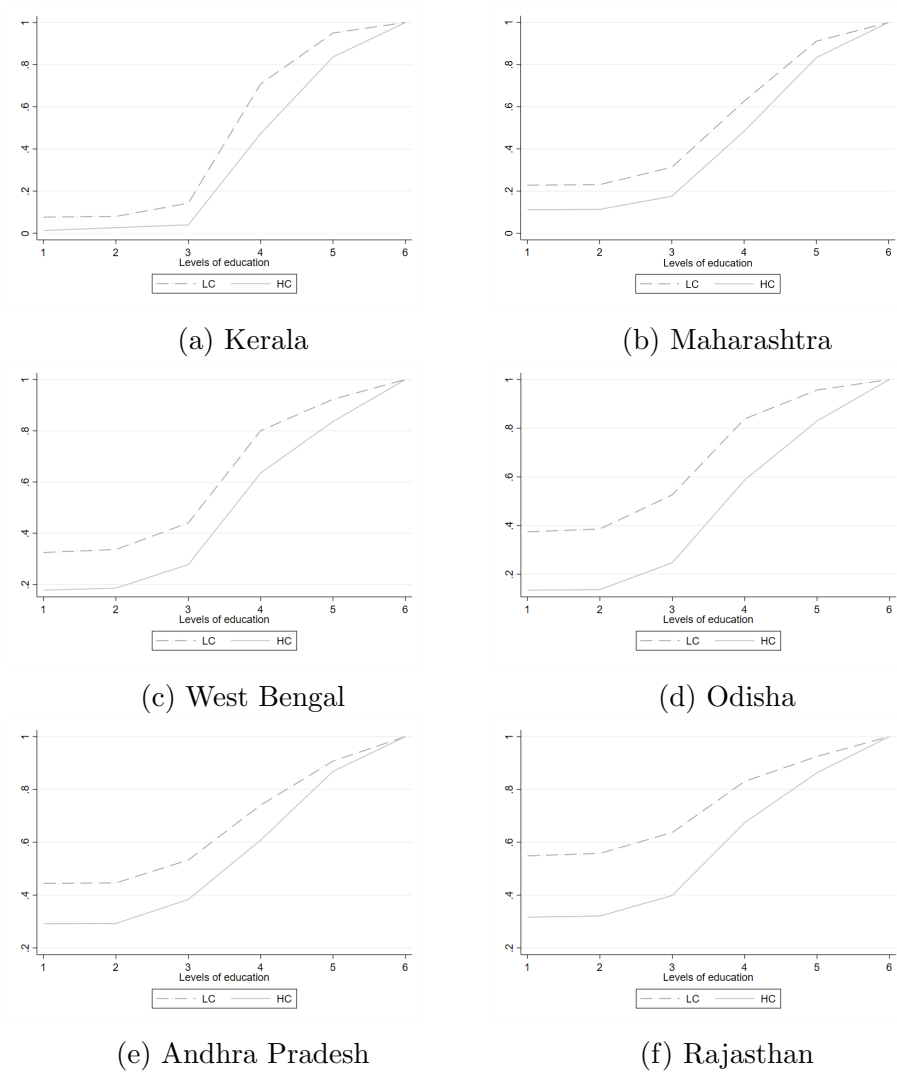 0 .2 .4 .6 .8 1
1 2 3 4 5 6
Levels of education
LC HC
(a) Kerala
0 .2 .4 .6 .8 1
1 2 3 4 5 6
Levels of education
LC HC
(b) Maharashtra
.2 .4 .6 .8 1
1 2 3 4 5 6
Levels of education
LC HC
(c) West Bengal
.2 .4 .6 .8 1
1 2 3 4 5 6
Levels of education
LC HC
(d) Odisha
.2 .4 .6 .8 1
1 2 3 4 5 6
Levels of education
LC HC
(e) Andhra Pradesh
.2 .4 .6 .8 1
1 2 3 4 5 6
Levels of education
LC HC
(f) Rajasthan